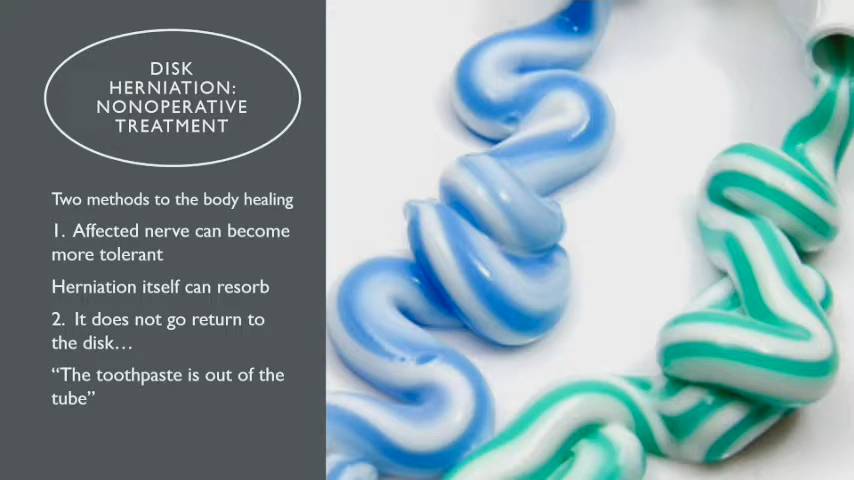 DISK
HERNIATION:
NONOPERATIVE
TREATMENT
Two methods to the body healing
1. Affected nerve can become
more tolerant
Herniation itself can resorb
2. It does not go return to
the disk…
“The toothpaste is out of the
tube”